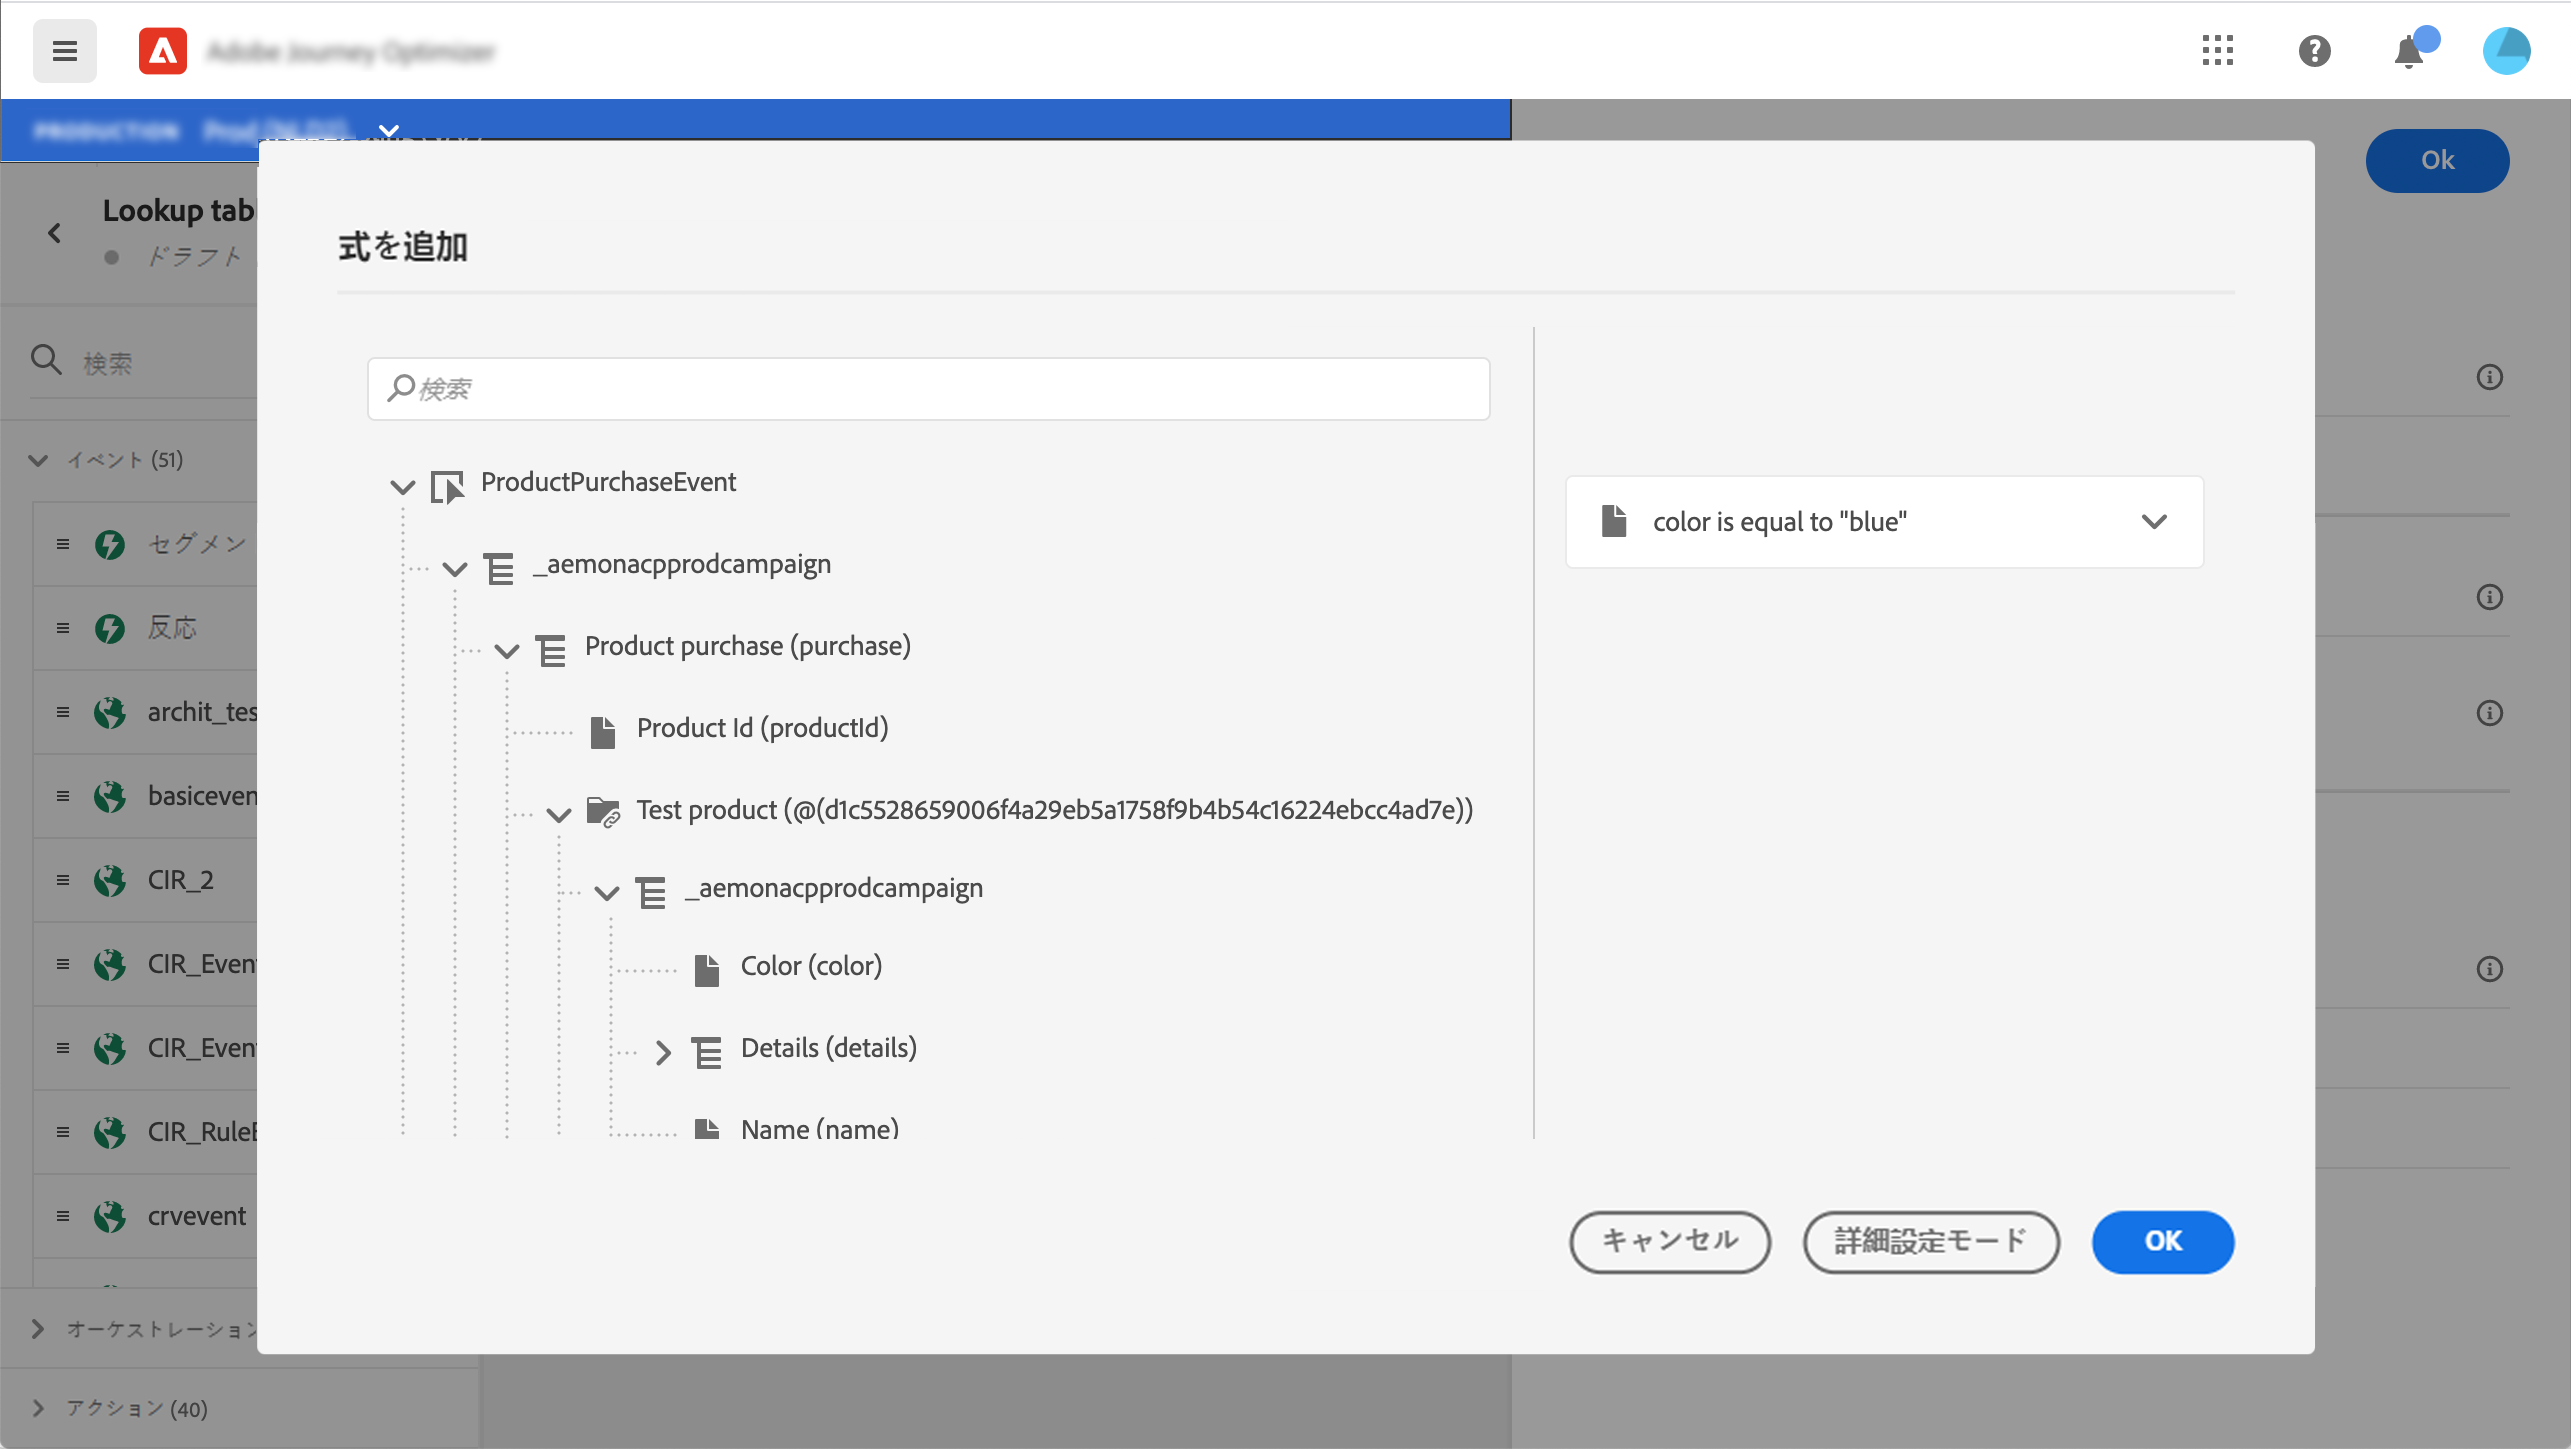 Adobe Journey Optimizer
PRODUCTION
Ok
Lookup tab
ドラフト
検索
イベント (51)
セグメン
反応
archit_tes
basiceven
CIR_2
CIR_Even
CIR_Even
CIR_RuleE
crvevent
オーケストレーション
アクション (40)
式を追加
検索
ProductPurchaseEvent
_aemonacpprodcampaign
Product purchase (purchase)
Product Id (productId)
Test product (@(d1c5528659006f4a29eb5a1758f9b4b54c16224ebcc4ad7e))
_aemonacpprodcampaign
Color (color)
Details (details)
Name (name)
color is equal to "blue"
キャンセル
詳細設定モード
OK